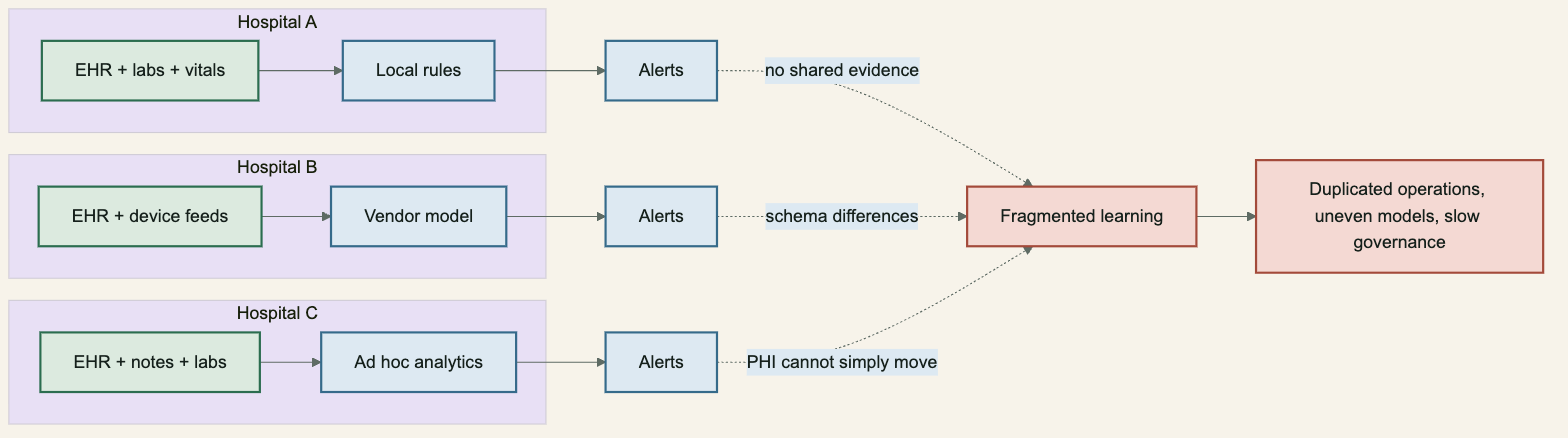 Hospital A
EHR + labs + vitals
Local rules
Alerts
no shared evidence
Hospital B
EHR + device feeds
Vendor model
Alerts
schema differences
Fragmented learning
Duplicated operations,
uneven models, slow
governance
Hospital C
EHR + notes + labs
Ad hoc analytics
Alerts
PHI cannot simply move